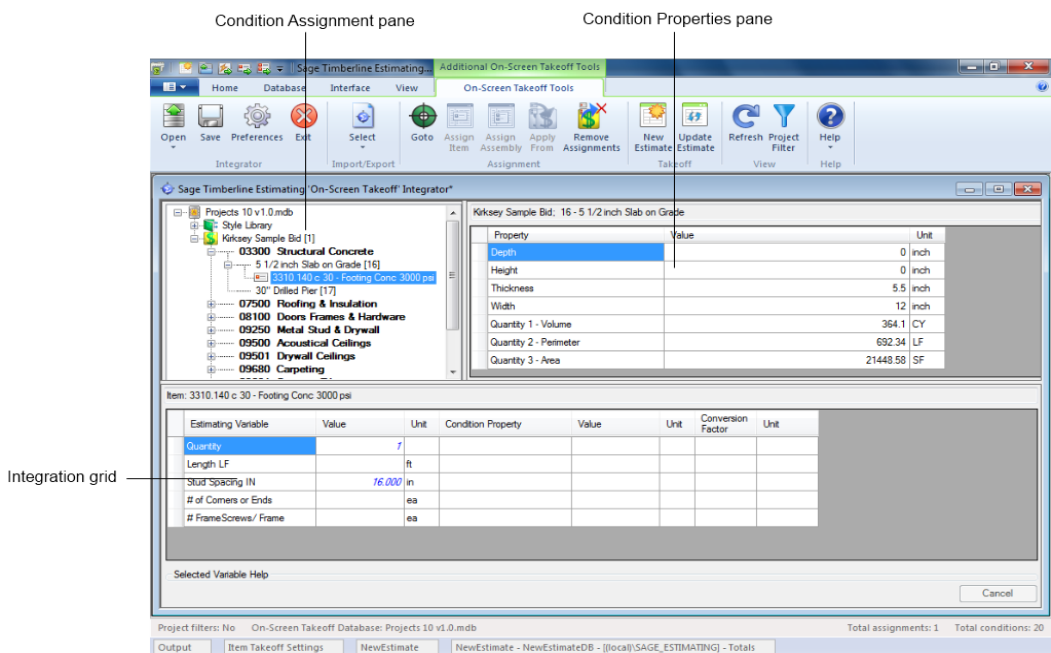 Condition Assignment pane
Condition Properties pane
Sage Timberline Estimating... Additional On-Screen Takeoff Tools
Home Database Interface View On-Screen Takeoff Tools
Open Save Preferences Exit Select Goto Assign Item Assign Assembly Apply From Remove Assignments New Estimate Update Estimate Refresh Project Filter Help
Integrator Import/Export Assignment Takeoff View Help
Sage Timberline Estimating 'On-Screen Takeoff' Integrator*
Projects 10 v1.0.mdb
Style Library
Kirksey Sample Bid [1]
03300 Structural Concrete
5 1/2 inch Slab on Grade [16]
3310.140 c 30 - Footing Conc 3000 psi
30" Drilled Pier [17]
07500 Roofing & Insulation
08100 Doors Frames & Hardware
09250 Metal Stud & Drywall
09500 Acoustical Ceilings
09501 Drywall Ceilings
09680 Carpeting
Kirksey Sample Bid; 16 - 5 1/2 inch Slab on Grade
Property Value Unit
Depth 0 inch
Height 0 inch
Thickness 5.5 inch
Width 12 inch
Quantity 1 - Volume 364.1 CY
Quantity 2 - Perimeter 692.34 LF
Quantity 3 - Area 21448.58 SF
Item: 3310.140 c 30 - Footing Conc 3000 psi
Estimating Variable Value Unit Condition Property Value Unit Conversion Factor Unit
Quantity 1
Length LF ft
Integration grid
Stud Spacing IN 16.000 in
# of Corners or Ends ea
# FrameScrews/ Frame ea
Selected Variable Help
Cancel
Project filters: No On-Screen Takeoff Database: Projects 10 v1.0.mdb Total assignments: 1 Total conditions: 20
Output Item Takeoff Settings NewEstimate NewEstimate - NewEstimateDB - [(local)\SAGE_ESTIMATING] - Totals